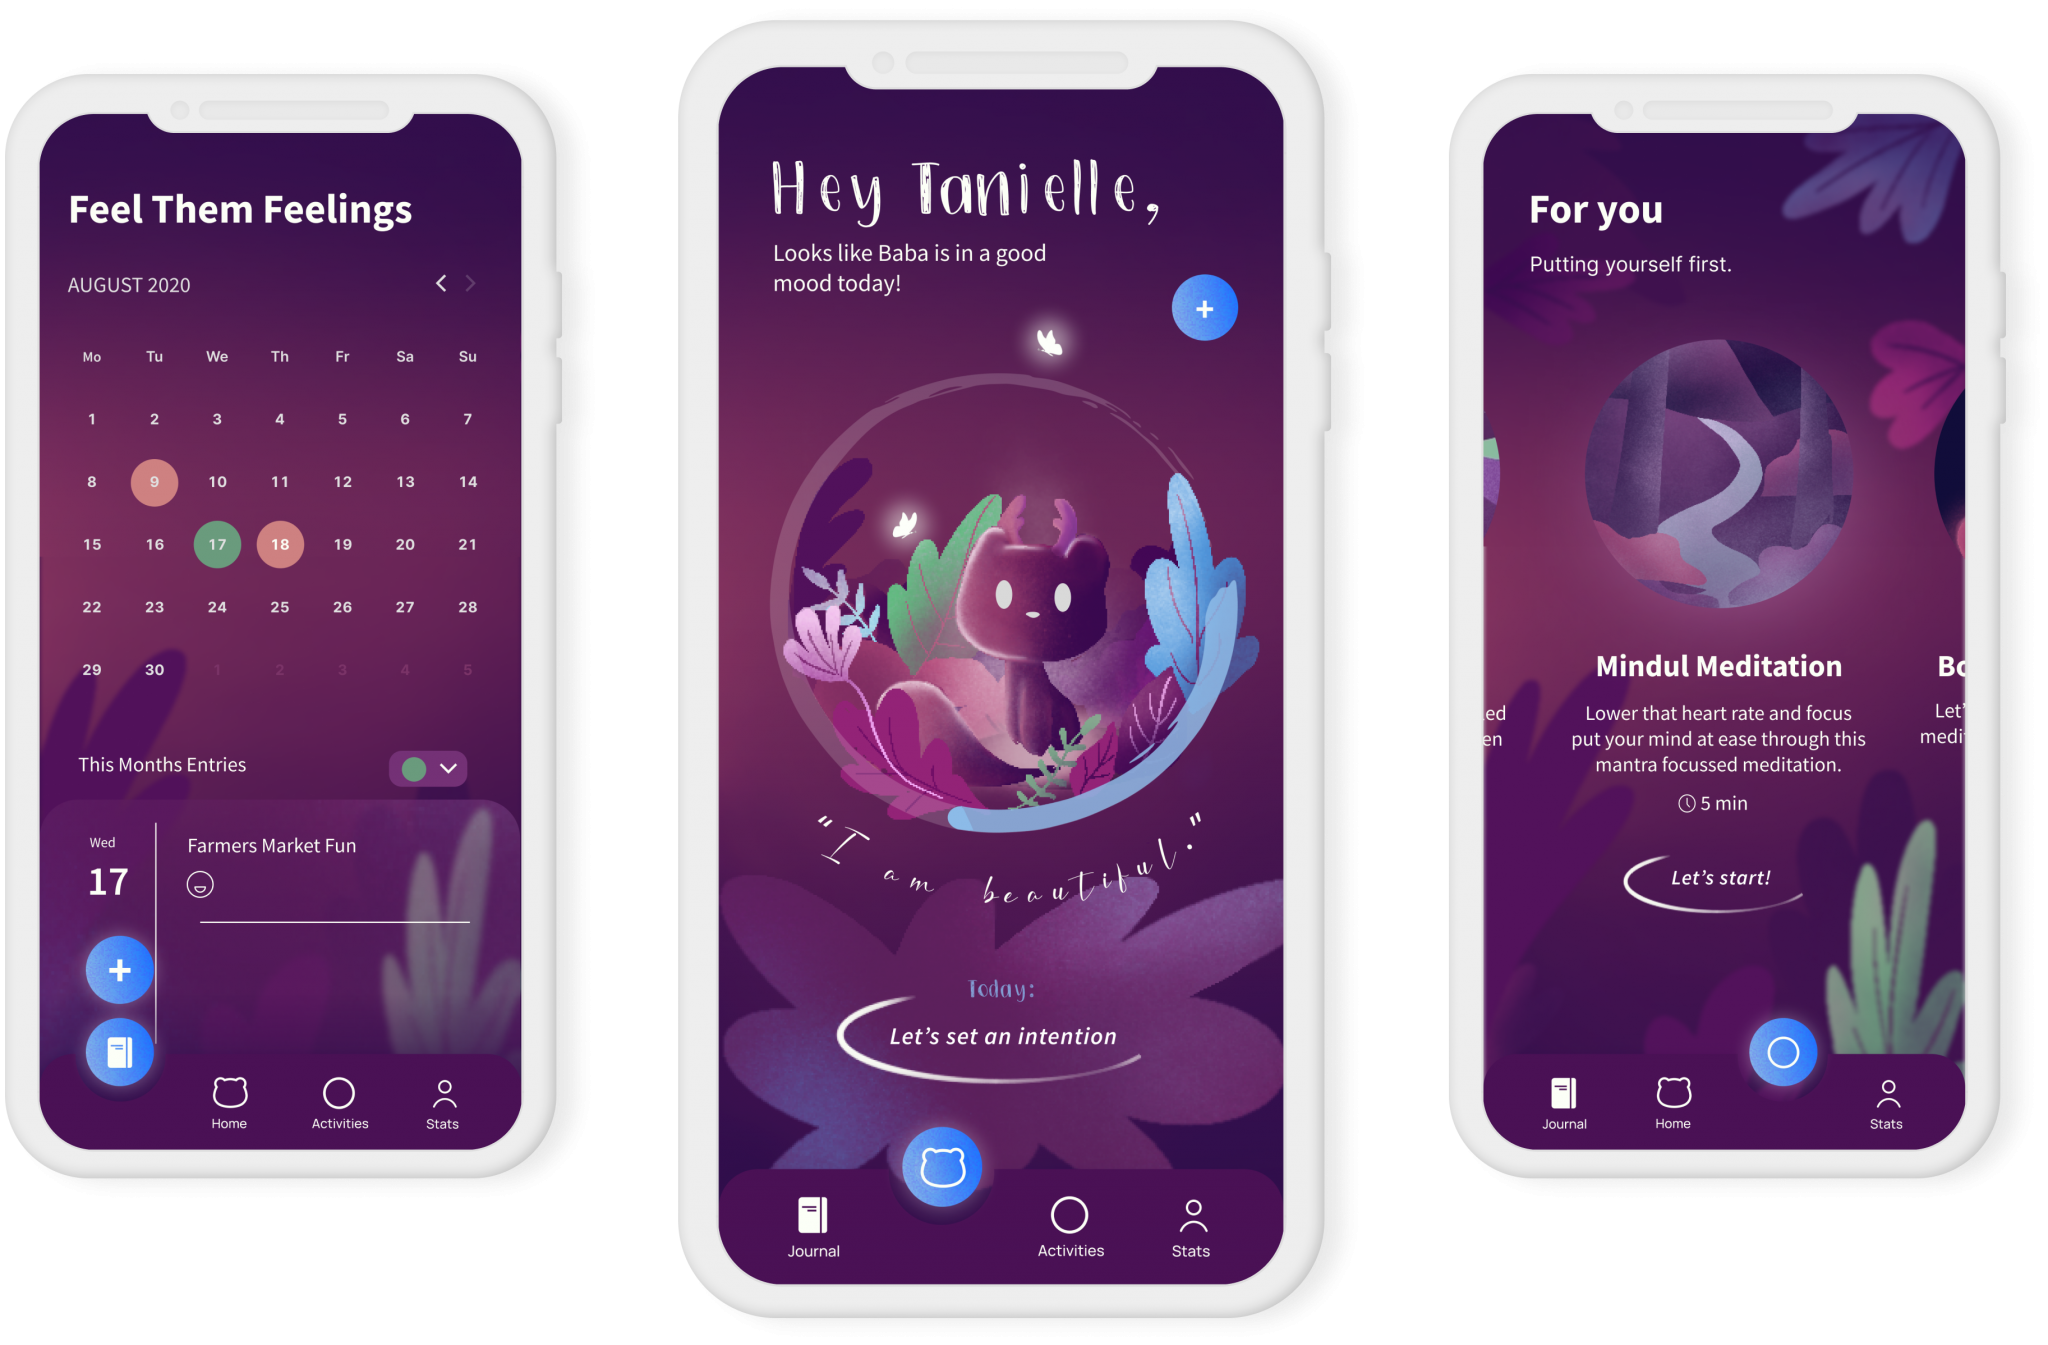 Feel Them Feelings
AUGUST 2020
Mo Tu We Th Fr Sa Su
1 2 3 4 5 6 7
8 9 10 11 12 13 14
15 16 17 18 19 20 21
22 23 24 25 26 27 28
29 30 1 2 3 4 5
This Months Entries
Wed
17
Farmers Market Fun
Home Activities Stats
Hey Tanielle,
Looks like Baba is in a good
mood today!
"I am beautiful."
Today:
Let's set an intention
Journal Activities Stats
For you
Putting yourself first.
Mindul Meditation
Lower that heart rate and focus
put your mind at ease through this
mantra focussed meditation.
5 min
Let's start!
en
Let'
Journal Home Stats